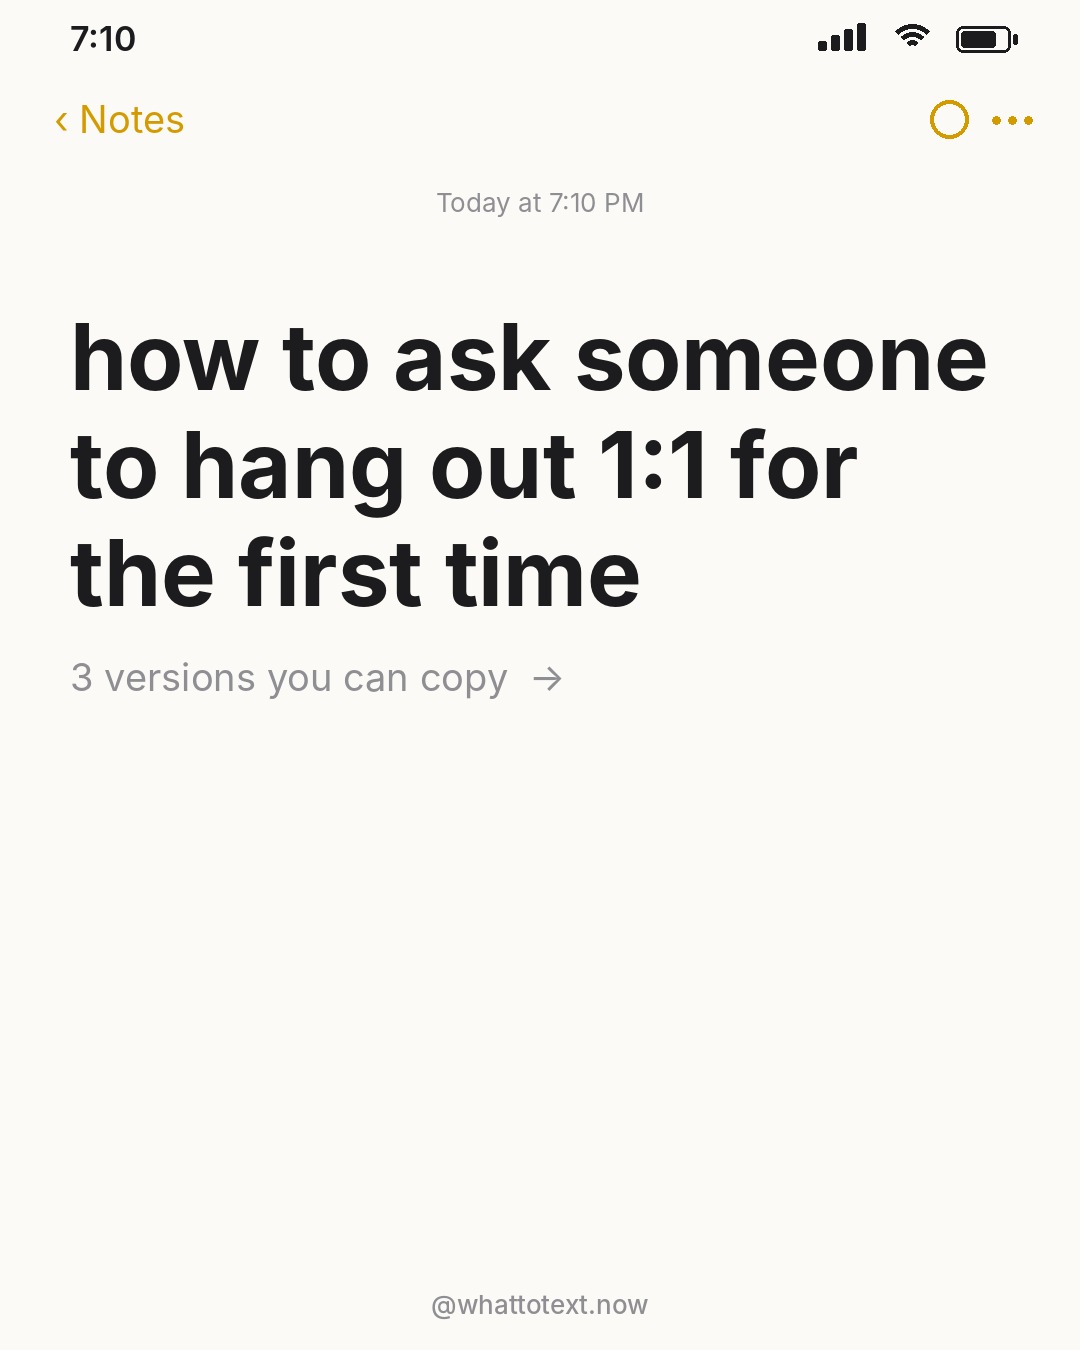 7:10
‹ Notes
Today at 7:10 PM
how to ask someone
to hang out 1:1 for
the first time
3 versions you can copy →
@whattotext.now